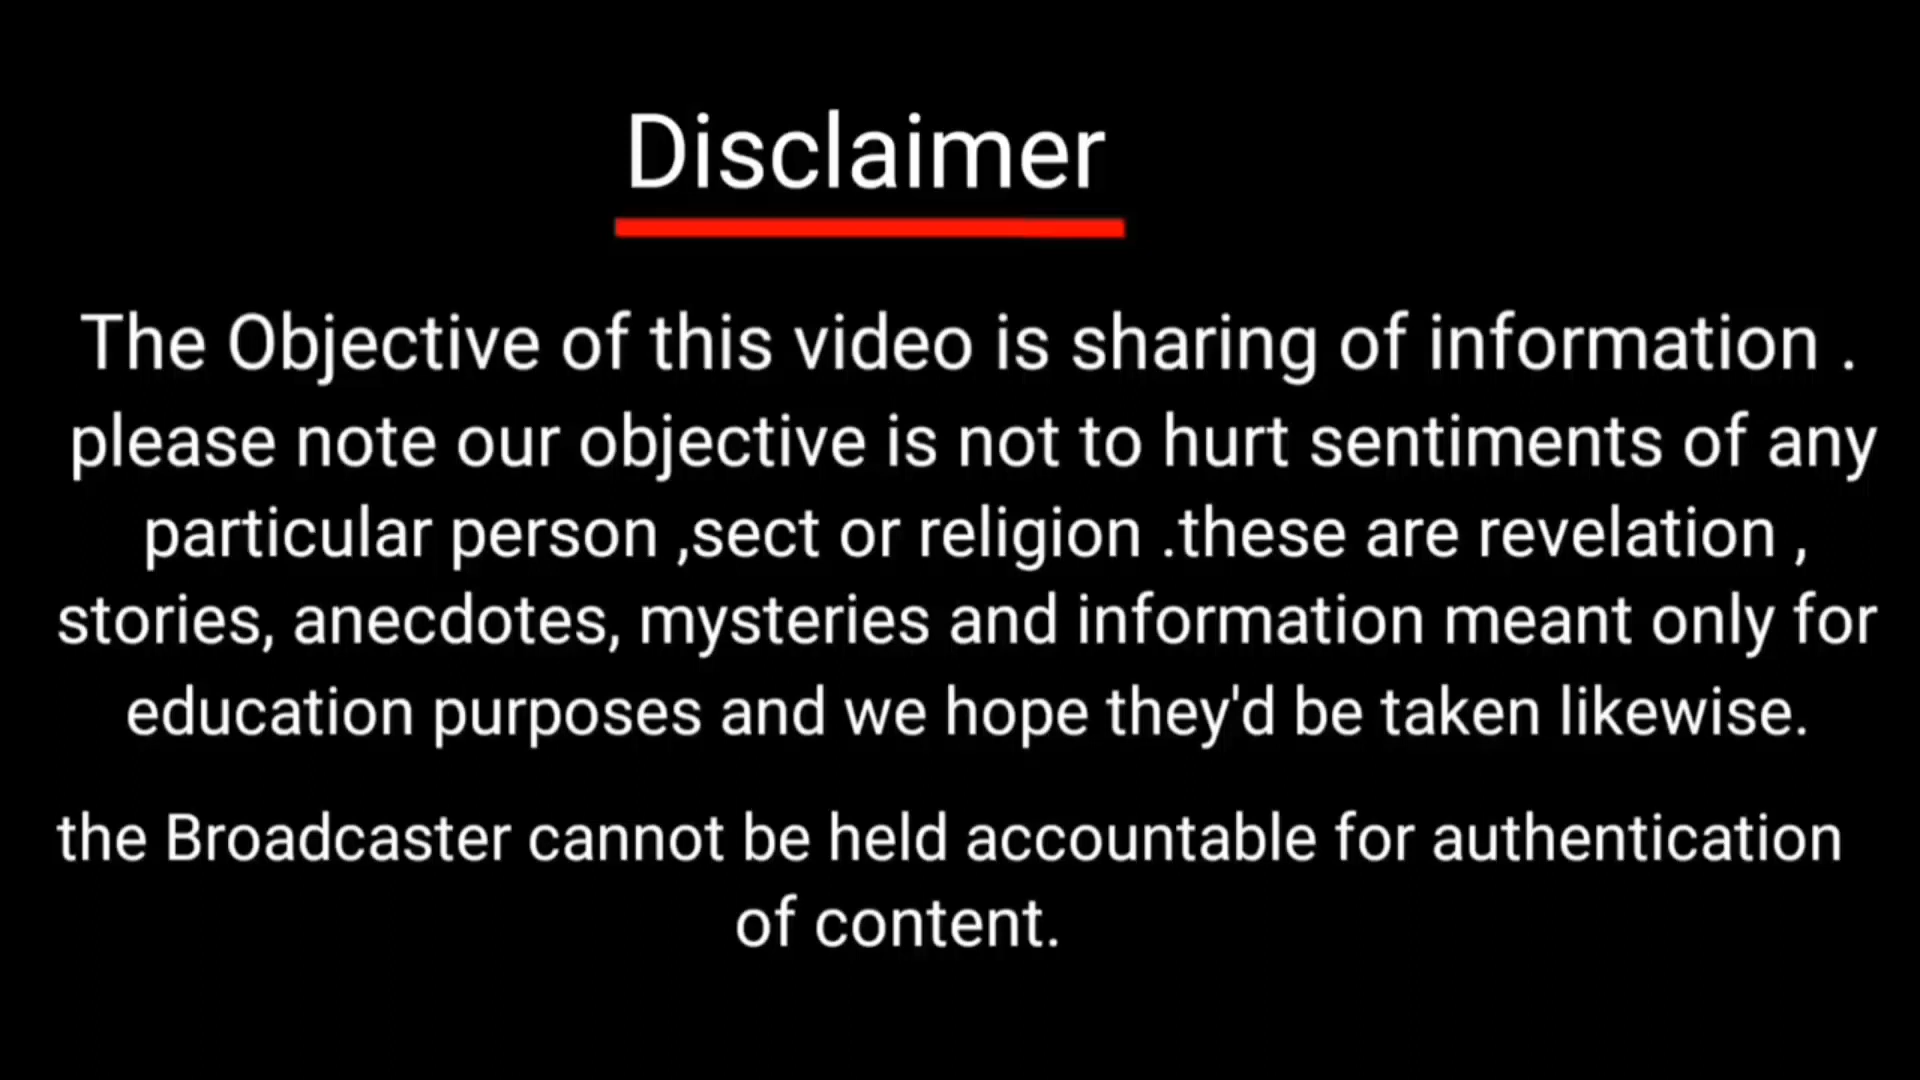 Disclaimer
The Objective of this video is sharing of information .
please note our objective is not to hurt sentiments of any
particular person ,sect or religion .these are revelation ,
stories, anecdotes, mysteries and information meant only for
education purposes and we hope they'd be taken likewise.
the Broadcaster cannot be held accountable for authentication
of content.